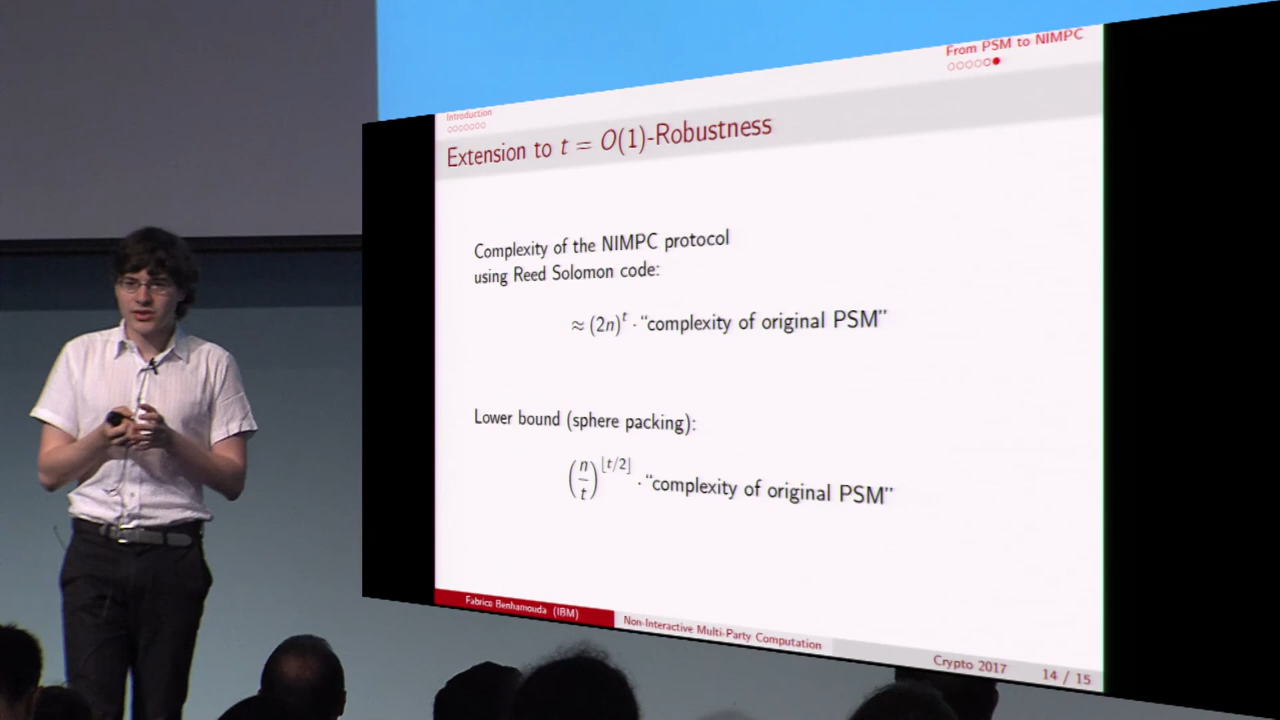 From PSM to NIMPC
Introduction
Extension to t = O(1)-Robustness
Complexity of the NIMPC protocol
using Reed Solomon code:
≈ (2n)^t · “complexity of original PSM”
Lower bound (sphere packing):
(n/t)^⌊t/2⌋ · “complexity of original PSM”
Fabrice Benhamouda (IBM)
Non-Interactive Multi-Party Computation
Crypto 2017
14 / 15